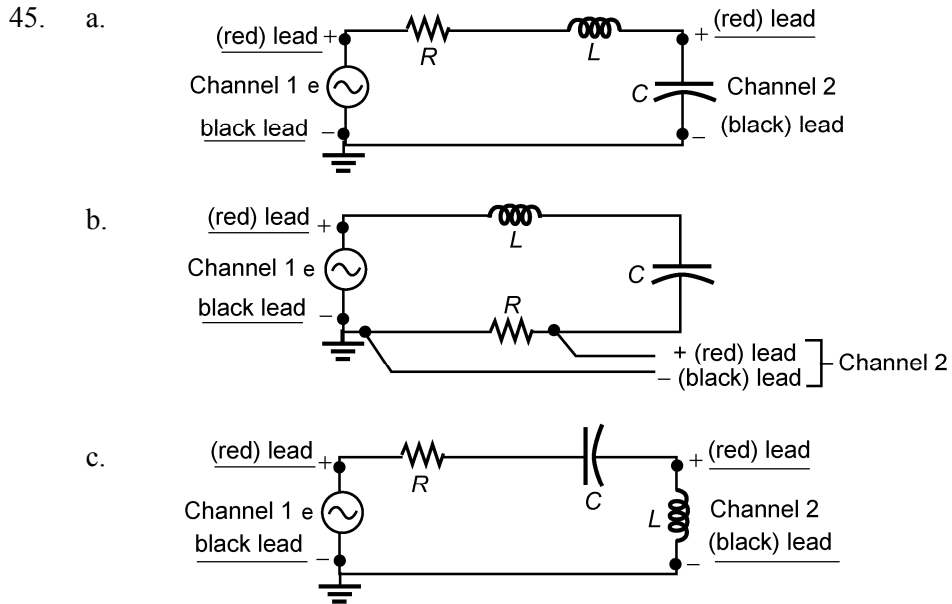 45. a.
(red) lead + R L + (red) lead
Channel 1 e C Channel 2
black lead − − (black) lead
b.
(red) lead + L
Channel 1 e C
black lead − R
+ (red) lead
− (black) lead
Channel 2
c.
(red) lead + R C + (red) lead
Channel 1 e L Channel 2
black lead − − (black) lead